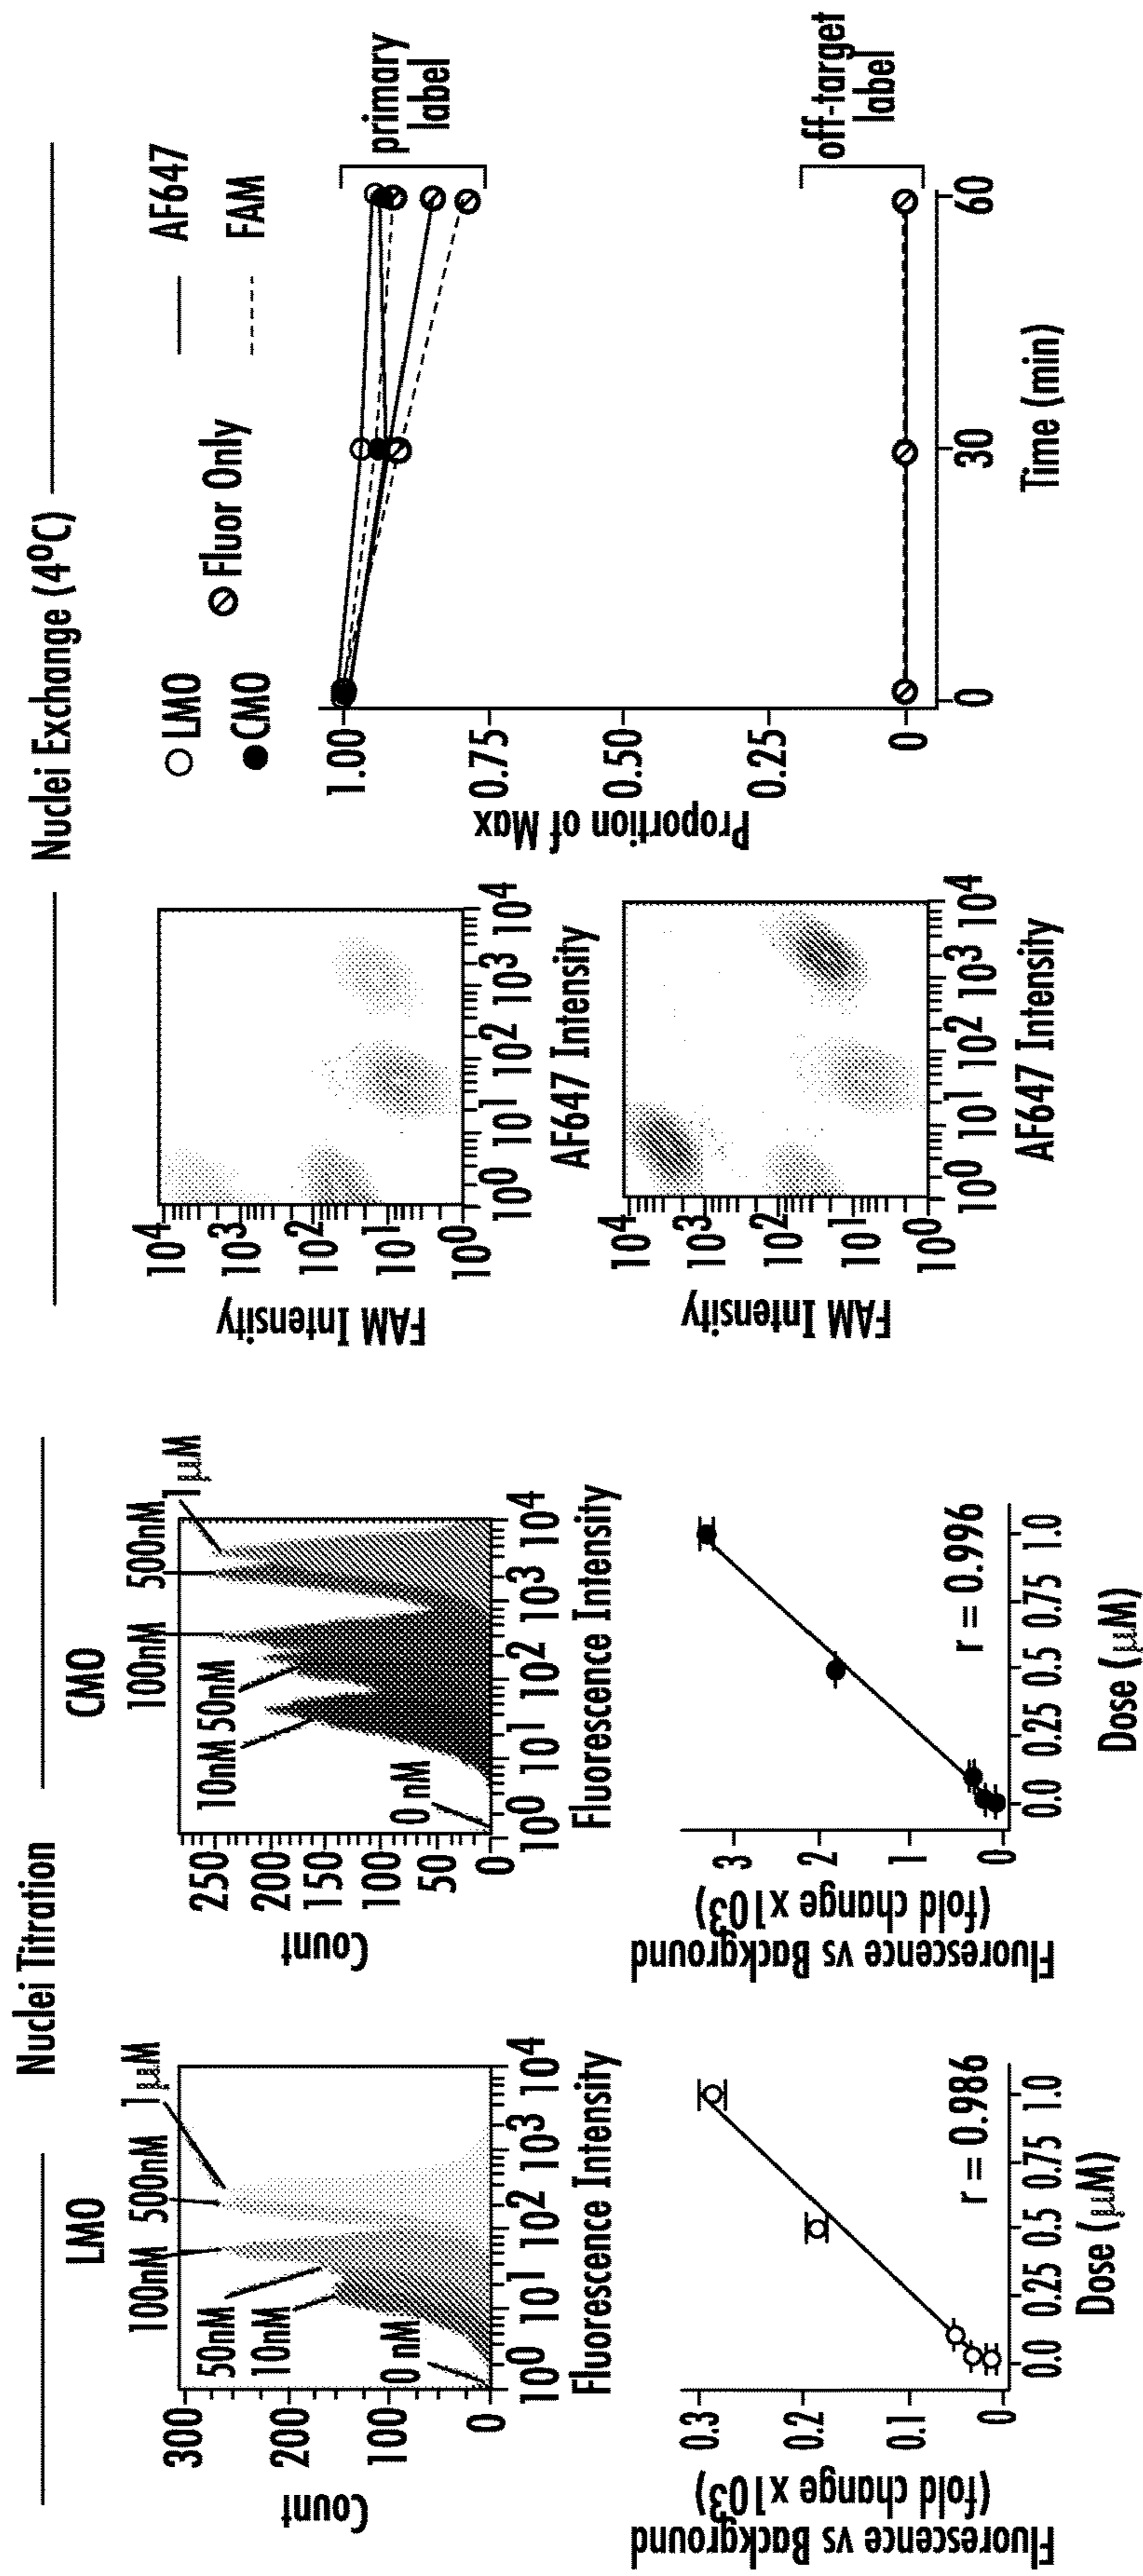 Nuclei Titration
LMO
Count
300
200
100
0
100nM
500nM
1μM
50nM
10nM
0 nM
10⁰ 10¹ 10² 10³ 10⁴
Fluorescence Intensity
CMO
Count
250
200
150
100
50
0
100nM
500nM
1μM
10nM 50nM
0 nM
10⁰ 10¹ 10² 10³ 10⁴
Fluorescence Intensity
Fluorescence vs Background
(fold change x10³)
0.3
0.2
0.1
0
r = 0.986
0.0 0.25 0.5 0.75 1.0
Dose (μM)
Fluorescence vs Background
(fold change x10³)
3
2
1
0
r = 0.996
0.0 0.25 0.5 0.75 1.0
Dose (μM)
Nuclei Exchange (4⁰C)
FAM Intensity
10⁴
10³
10²
10¹
10⁰
10⁰ 10¹ 10² 10³ 10⁴
AF647 Intensity
FAM Intensity
10⁴
10³
10²
10¹
10⁰
10⁰ 10¹ 10² 10³ 10⁴
AF647 Intensity
LMO
CMO
Fluor Only
AF647
FAM
Proportion of Max
1.00
0.75
0.50
0.25
0
primary
label
off-target
label
0 30 60
Time (min)